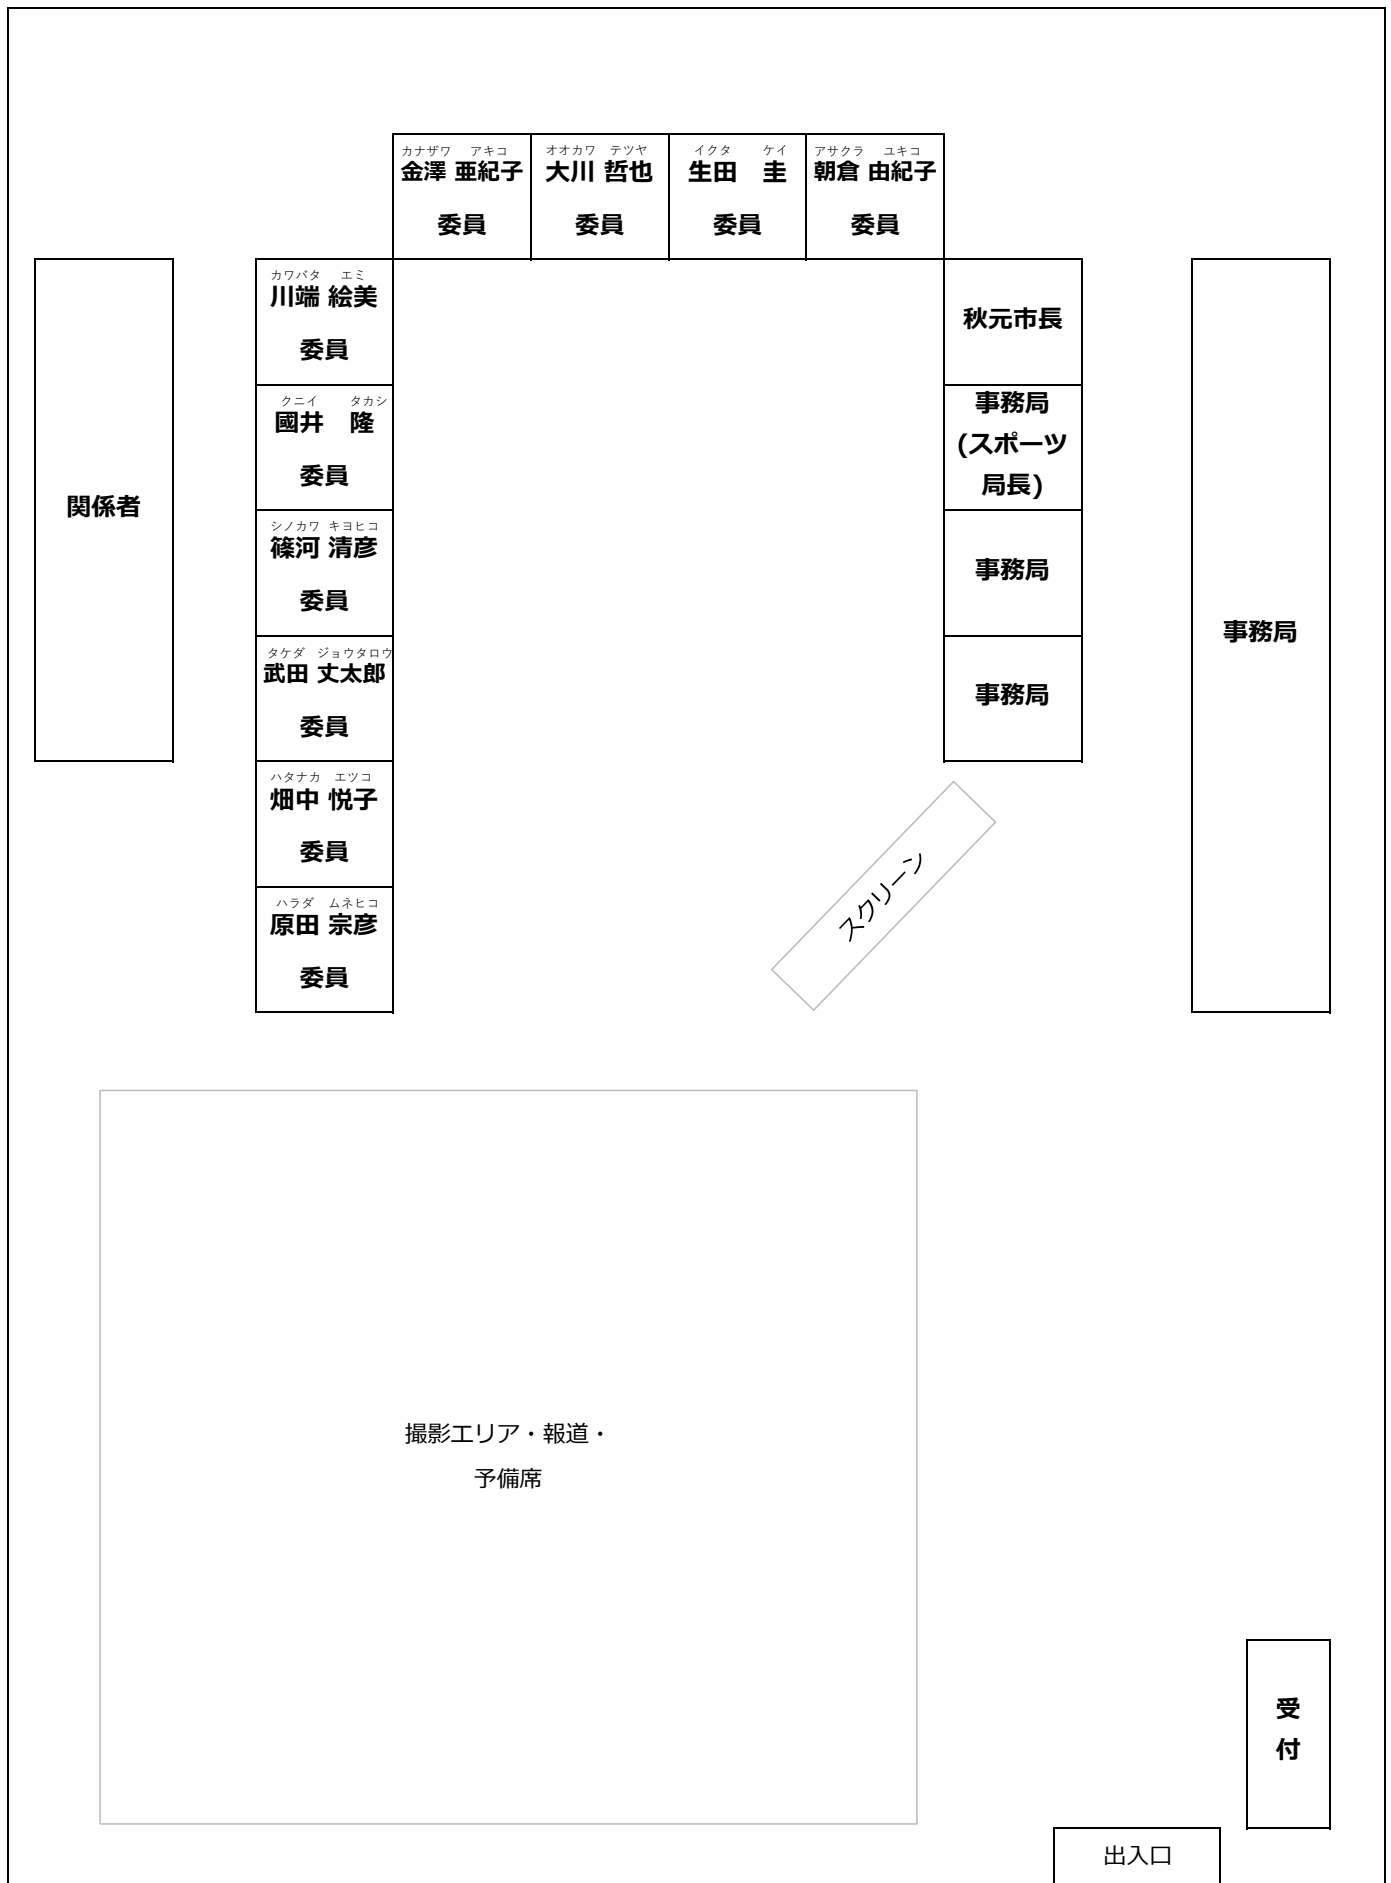 カナザワ アキコ
金澤 亜紀子
委員
オオカワ テツヤ
大川 哲也
委員
イクタ ケイ
生田 圭
委員
アサクラ ユキコ
朝倉 由紀子
委員
カワバタ エミ
川端 絵美
委員
クニイ タカシ
國井 隆
委員
シノカワ キヨヒコ
篠河 清彦
委員
タケダ ジョウタロウ
武田 丈太郎
委員
ハタナカ エツコ
畑中 悦子
委員
ハラダ ムネヒコ
原田 宗彦
委員
関係者
秋元市長
事務局
(スポーツ
局長)
事務局
事務局
事務局
スクリーン
撮影エリア・報道・
予備席
受
付
出入口